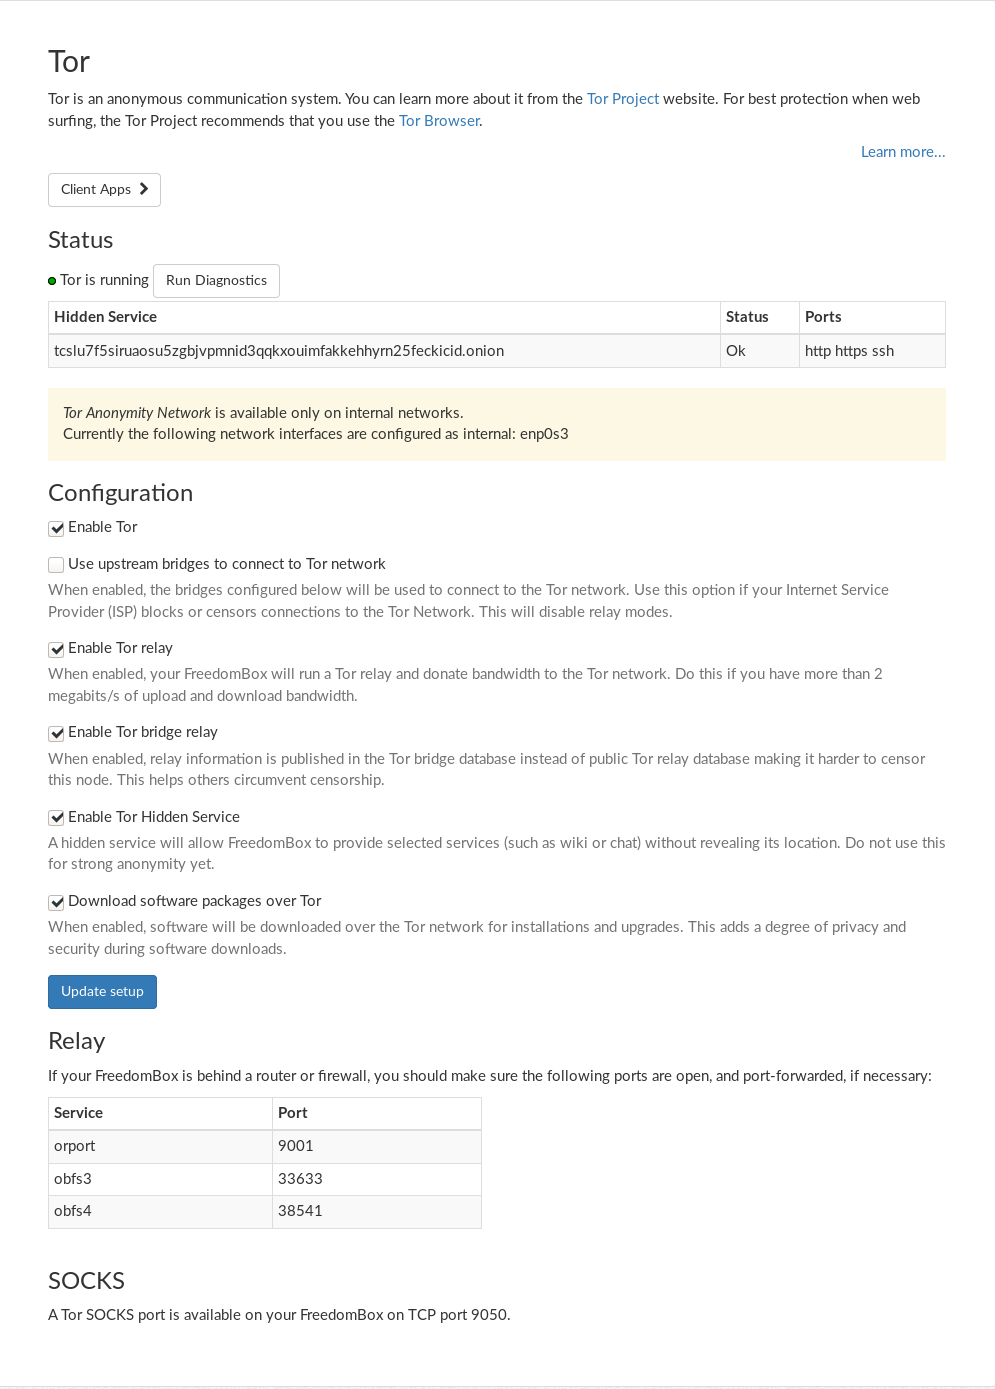 Tor
Tor is an anonymous communication system. You can learn more about it from the Tor Project website. For best protection when web
surfing, the Tor Project recommends that you use the Tor Browser.
Learn more...
Client Apps
Status
Tor is running Run Diagnostics
Hidden Service Status Ports
tcslu7f5siruaosu5zgbjvpmnid3qqkxouimfakkehhyrn25feckicid.onion Ok http https ssh
Tor Anonymity Network is available only on internal networks.
Currently the following network interfaces are configured as internal: enp0s3
Configuration
Enable Tor
Use upstream bridges to connect to Tor network
When enabled, the bridges configured below will be used to connect to the Tor network. Use this option if your Internet Service
Provider (ISP) blocks or censors connections to the Tor Network. This will disable relay modes.
Enable Tor relay
When enabled, your FreedomBox will run a Tor relay and donate bandwidth to the Tor network. Do this if you have more than 2
megabits/s of upload and download bandwidth.
Enable Tor bridge relay
When enabled, relay information is published in the Tor bridge database instead of public Tor relay database making it harder to censor
this node. This helps others circumvent censorship.
Enable Tor Hidden Service
A hidden service will allow FreedomBox to provide selected services (such as wiki or chat) without revealing its location. Do not use this
for strong anonymity yet.
Download software packages over Tor
When enabled, software will be downloaded over the Tor network for installations and upgrades. This adds a degree of privacy and
security during software downloads.
Update setup
Relay
If your FreedomBox is behind a router or firewall, you should make sure the following ports are open, and port-forwarded, if necessary:
Service Port
orport 9001
obfs3 33633
obfs4 38541
SOCKS
A Tor SOCKS port is available on your FreedomBox on TCP port 9050.